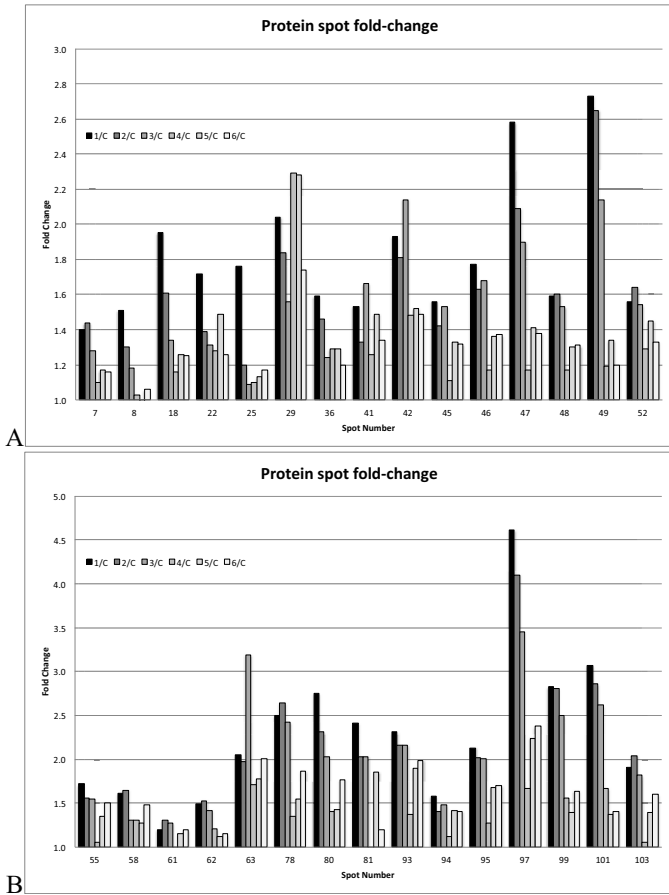 Protein spot fold-change
3.0
2.8
2.6
2.4
2.2
2.0
1.8
1.6
1.4
1.2
1.0
Fold Change
1/C 2/C 3/C 4/C 5/C 6/C
7 8 18 22 25 29 36 41 42 45 46 47 48 49 52
Spot Number
A
Protein spot fold-change
5.0
4.5
4.0
3.5
3.0
2.5
2.0
1.5
1.0
Fold Change
1/C 2/C 3/C 4/C 5/C 6/C
55 58 61 62 63 78 80 81 93 94 95 97 99 101 103
Spot Number
B